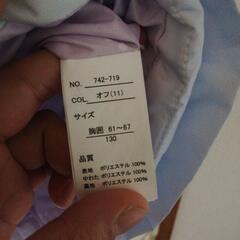 NO. 742-719
COL. オフ(11)
サイズ
胸囲 61~67
130
品質
表地 ポリエステル 100%
中わた ポリエステル 100%
裏地 ポリエステル 100%